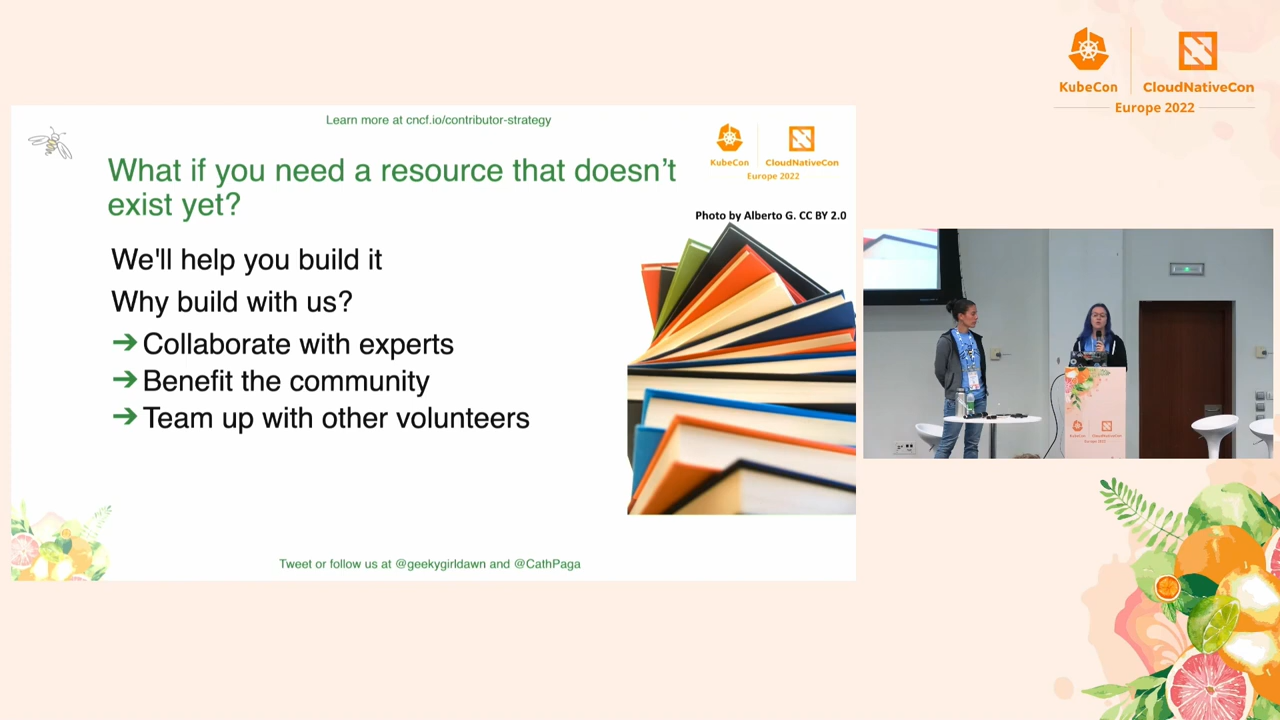 KubeCon
CloudNativeCon
Europe 2022
Learn more at cncf.io/contributor-strategy
KubeCon
CloudNativeCon
Europe 2022
What if you need a resource that doesn't
exist yet?
Photo by Alberto G. CC BY 2.0
We'll help you build it
Why build with us?
➔ Collaborate with experts
➔ Benefit the community
➔ Team up with other volunteers
Tweet or follow us at @geekygirldawn and @CathPaga